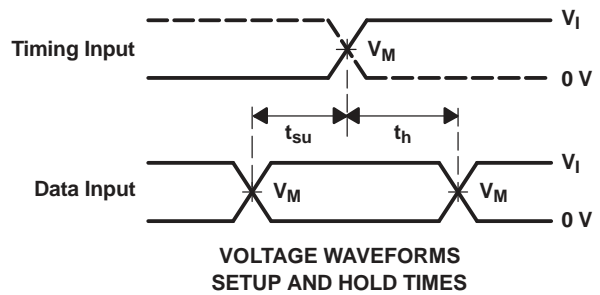 V_I
Timing Input
V_M
0 V
t_su
t_h
V_I
Data Input
V_M
V_M
0 V
VOLTAGE WAVEFORMS
SETUP AND HOLD TIMES